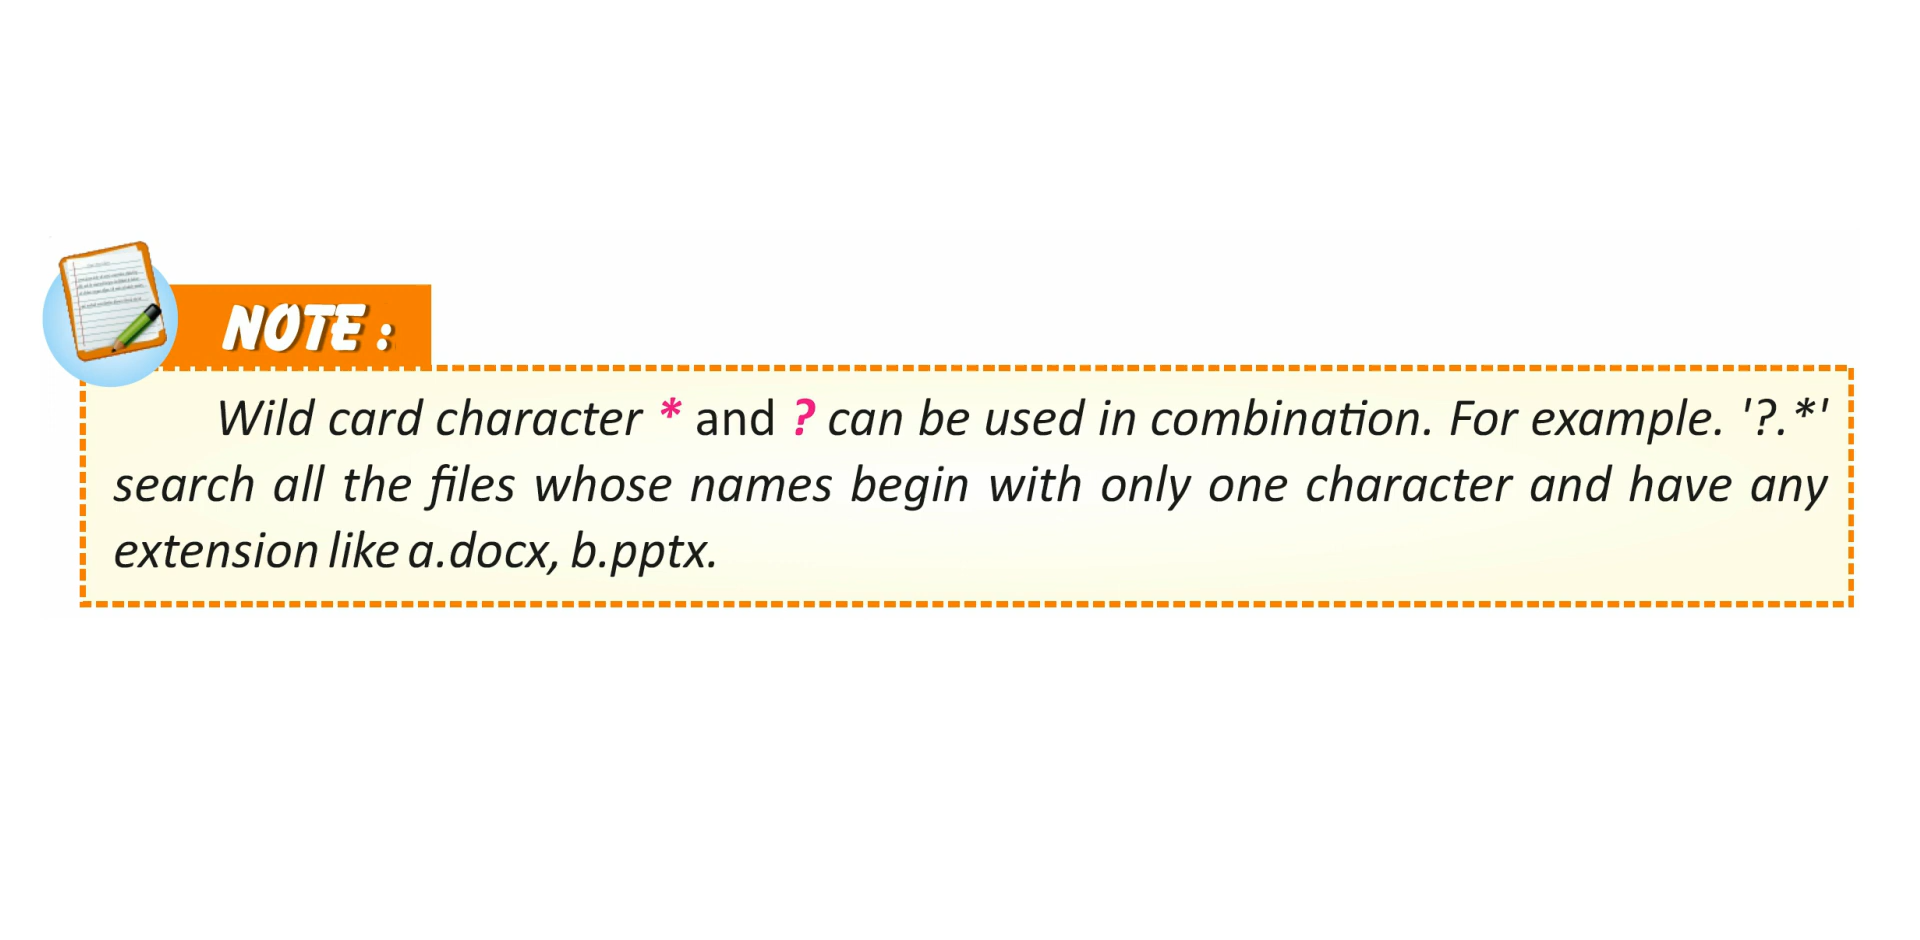 NOTE :
Wild card character * and ? can be used in combination. For example. '?.*'
search all the files whose names begin with only one character and have any
extension like a.docx, b.pptx.